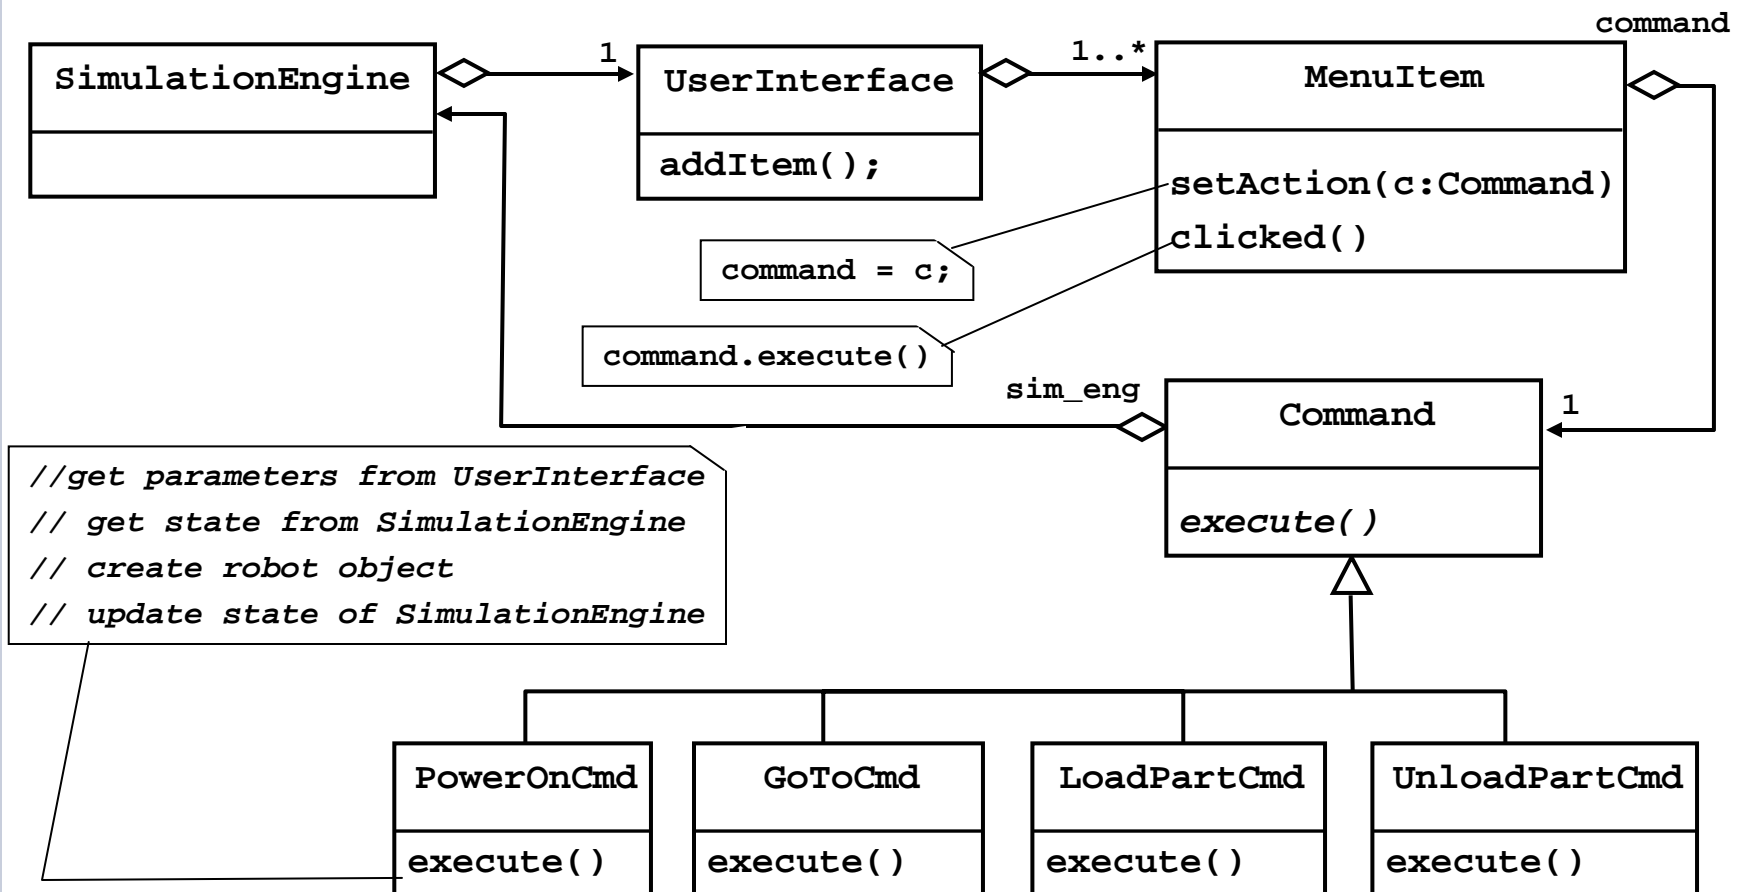 command
SimulationEngine
1
UserInterface
addItem();
1..*
MenuItem
setAction(c:Command)
clicked()
command = c;
command.execute()
sim_eng
Command
1
execute()
//get parameters from UserInterface
// get state from SimulationEngine
// create robot object
// update state of SimulationEngine
PowerOnCmd
execute()
GoToCmd
execute()
LoadPartCmd
execute()
UnloadPartCmd
execute()